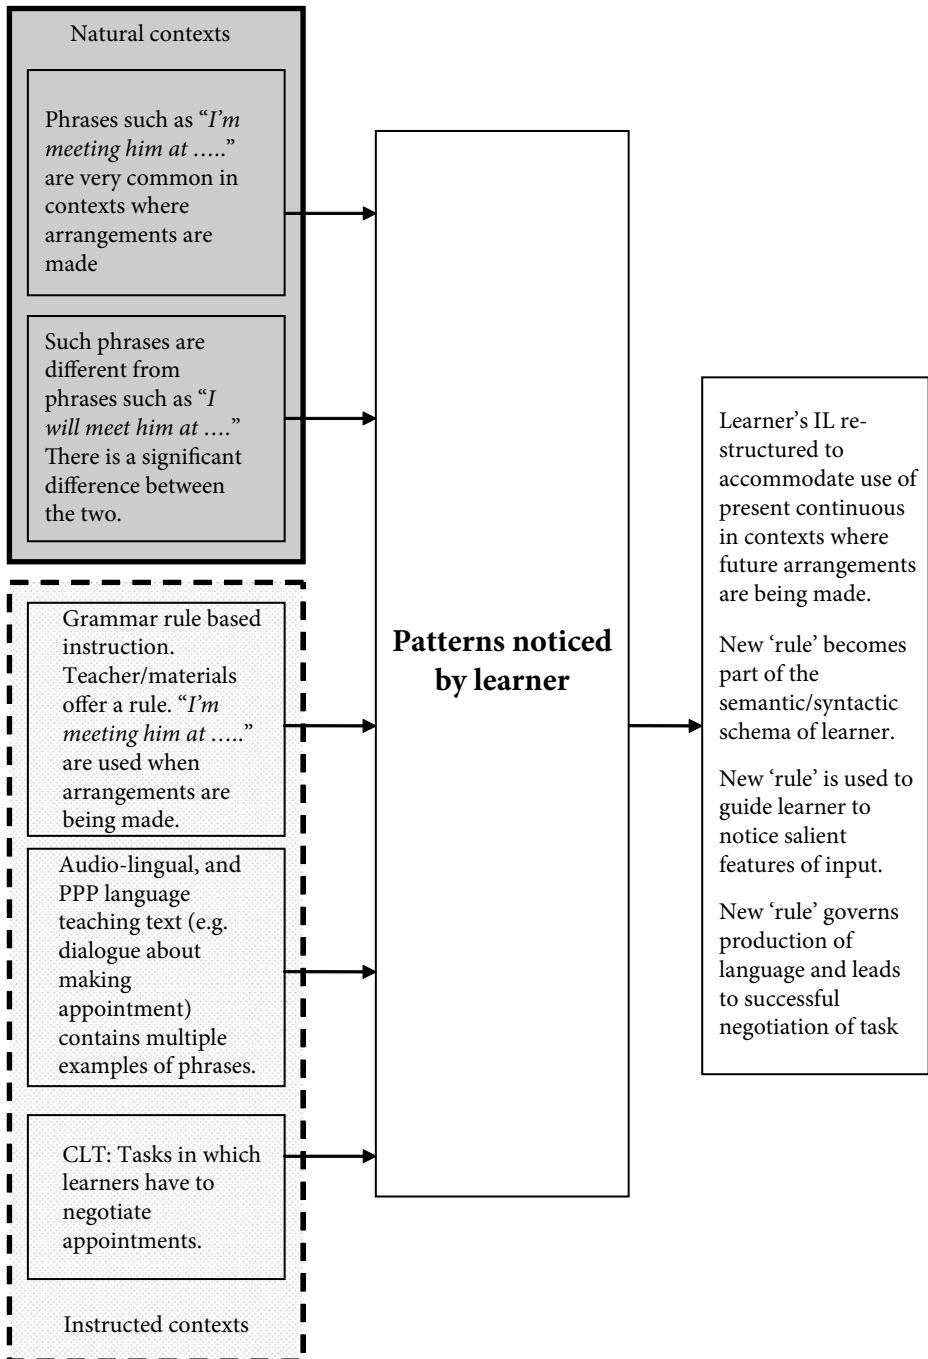 Natural contexts
Phrases such as “I’m
meeting him at …..”
are very common in
contexts where
arrangements are
made
Such phrases are
different from
phrases such as “I
will meet him at ….”
There is a significant
difference between
the two.
Grammar rule based
instruction.
Teacher/materials
offer a rule. “I’m
meeting him at …..”
are used when
arrangements are
being made.
Audio-lingual, and
PPP language
teaching text (e.g.
dialogue about
making
appointment)
contains multiple
examples of phrases.
CLT: Tasks in which
learners have to
negotiate
appointments.
Instructed contexts
Patterns noticed
by learner
Learner’s IL re-
structured to
accommodate use of
present continuous
in contexts where
future arrangements
are being made.
New ‘rule’ becomes
part of the
semantic/syntactic
schema of learner.
New ‘rule’ is used to
guide learner to
notice salient
features of input.
New ‘rule’ governs
production of
language and leads
to successful
negotiation of task